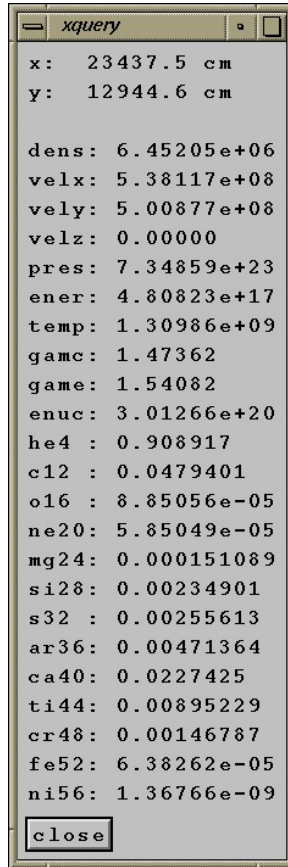 xquery
x: 23437.5 cm
y: 12944.6 cm
dens: 6.45205e+06
velx: 5.38117e+08
vely: 5.00877e+08
velz: 0.00000
pres: 7.34859e+23
ener: 4.80823e+17
temp: 1.30986e+09
gamc: 1.47362
game: 1.54082
enuc: 3.01266e+20
he4 : 0.908917
c12 : 0.0479401
o16 : 8.85056e-05
ne20: 5.85049e-05
mg24: 0.000151089
si28: 0.00234901
s32 : 0.00255613
ar36: 0.00471364
ca40: 0.0227425
ti44: 0.00895229
cr48: 0.00146787
fe52: 6.38262e-05
ni56: 1.36766e-09
close